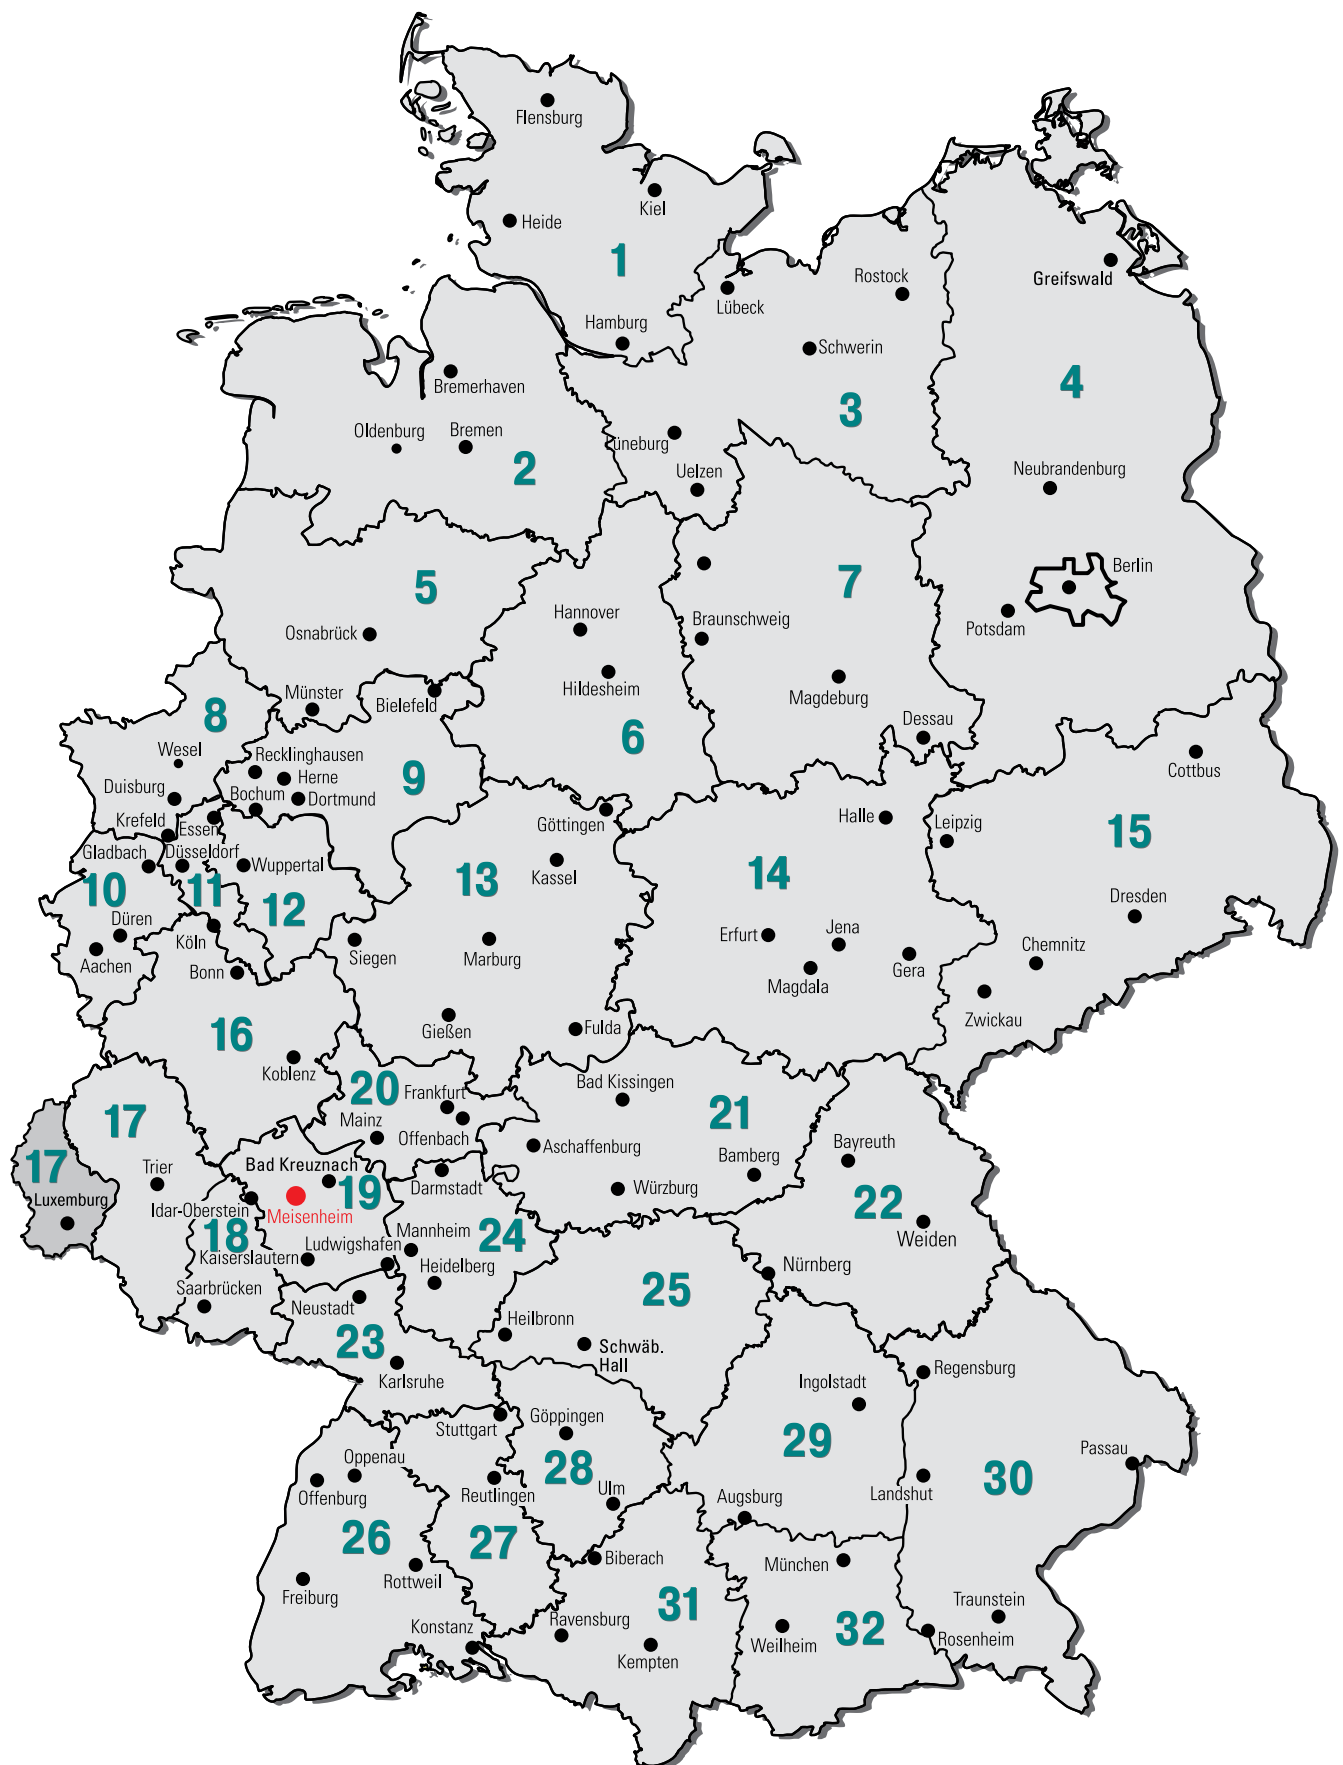 Flensburg
Kiel
Heide
1
Rostock
Greifswald
Lübeck
Hamburg
Schwerin
Bremerhaven
4
3
Oldenburg
Bremen
üneburg
2
Uelzen
Neubrandenburg
Berlin
5
7
Hannover
Braunschweig
Potsdam
Osnabrück
Hildesheim
Magdeburg
Münster
Bielefeld
8
6
Dessau
Wesel
Recklinghausen
Cottbus
Herne
9
Duisburg
Bochum
Dortmund
Krefeld
Essen
Göttingen
Halle
Leipzig
15
Gladbach
Düsseldorf
Wuppertal
13
Kassel
14
10
11
12
Düren
Köln
Dresden
Erfurt
Jena
Chemnitz
Aachen
Bonn
Siegen
Marburg
Gera
Magdala
Gießen
Fulda
Zwickau
16
Koblenz
20
Frankfurt
Bad Kissingen
21
17
Mainz
Offenbach
Aschaffenburg
Bayreuth
17
Trier
Bad Kreuznach
19
Darmstadt
Bamberg
Luxemburg
Idar-Oberstein
Meisenheim
Würzburg
22
18
Mannheim
24
Weiden
Kaiserslautern
Ludwigshafen
Heidelberg
Nürnberg
Saarbrücken
25
Neustadt
Heilbronn
23
Schwäb.
Hall
Karlsruhe
Regensburg
Ingolstadt
Stuttgart
Göppingen
29
Passau
Oppenau
28
30
Offenburg
Reutlingen
Ulm
Augsburg
Landshut
26
27
Biberach
München
Freiburg
Rottweil
31
Traunstein
Konstanz
Ravensburg
32
Kempten
Weilheim
Rosenheim